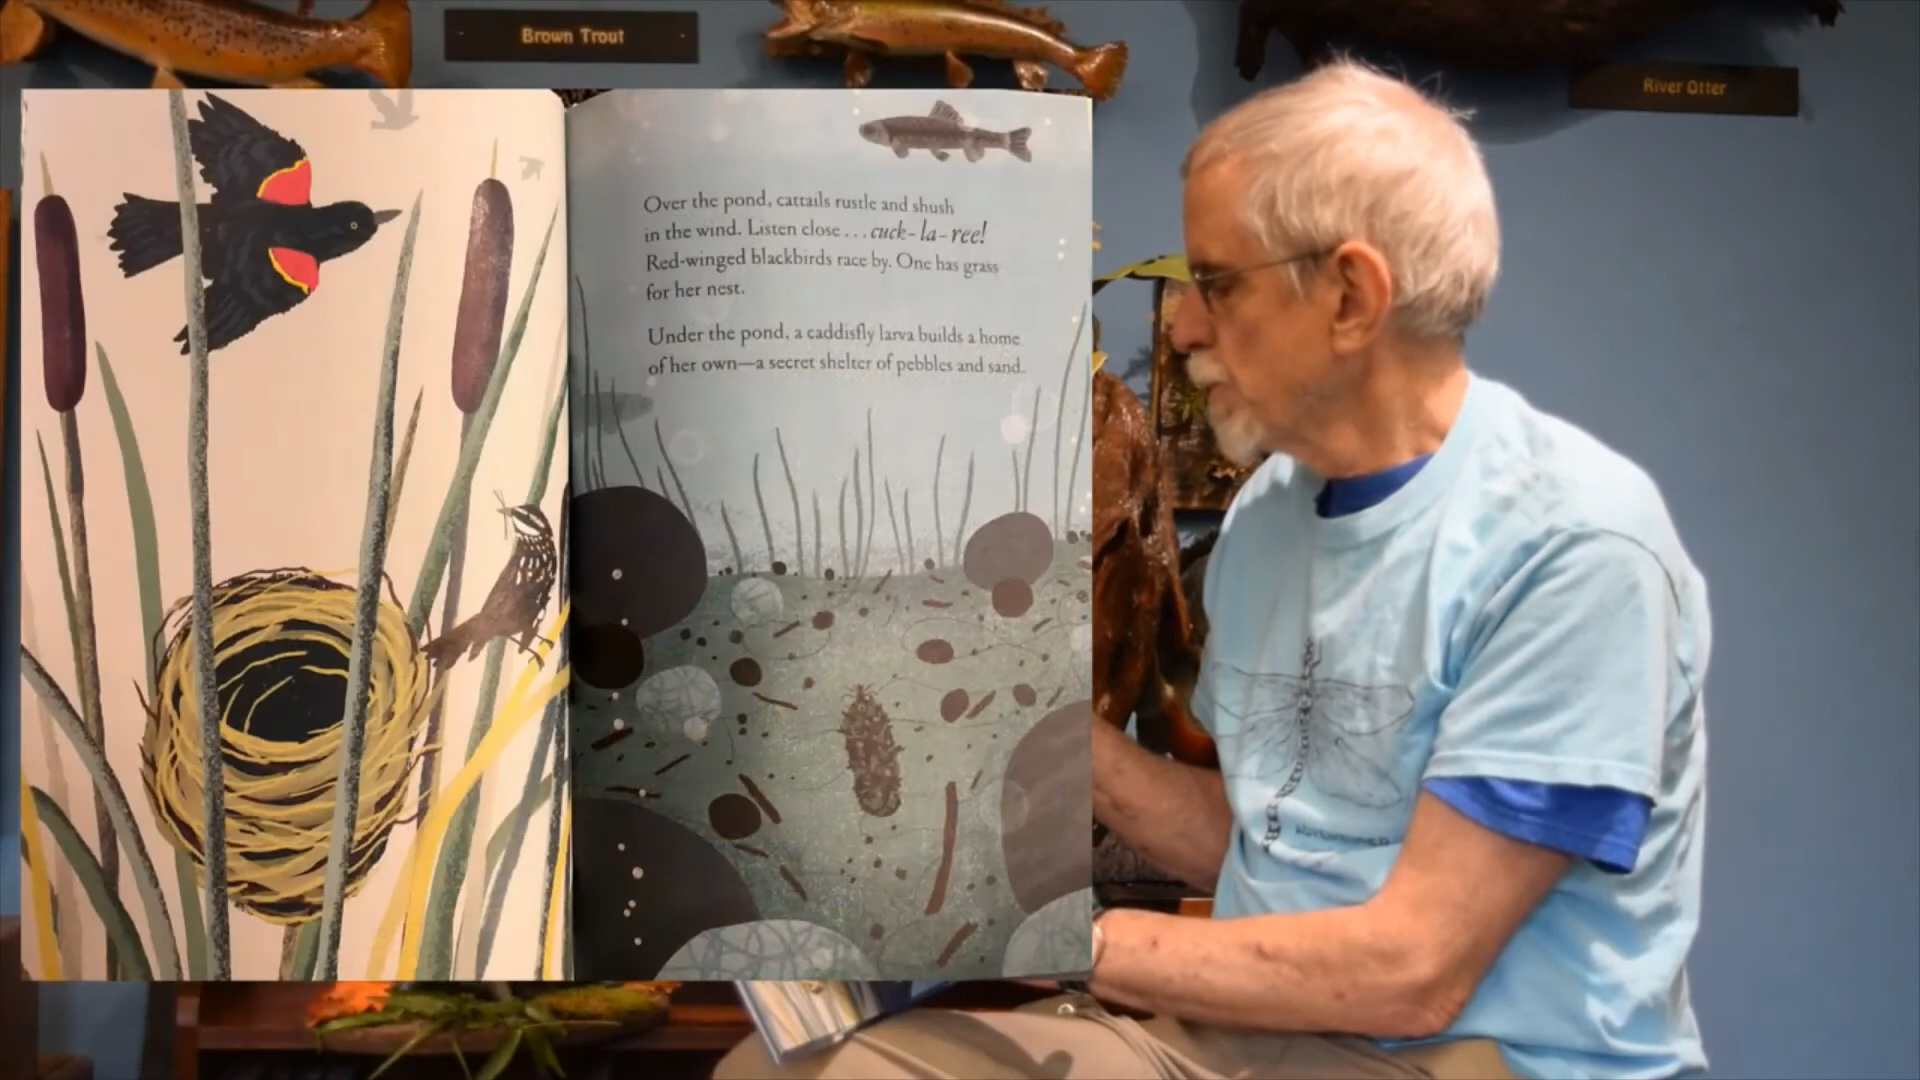 Brown Trout
River Otter
Over the pond, cattails rustle and shush
in the wind. Listen close . . . cuck-la-ree!
Red-winged blackbirds race by. One has grass
for her nest.
Under the pond, a caddisfly larva builds a home
of her own—a secret shelter of pebbles and sand.